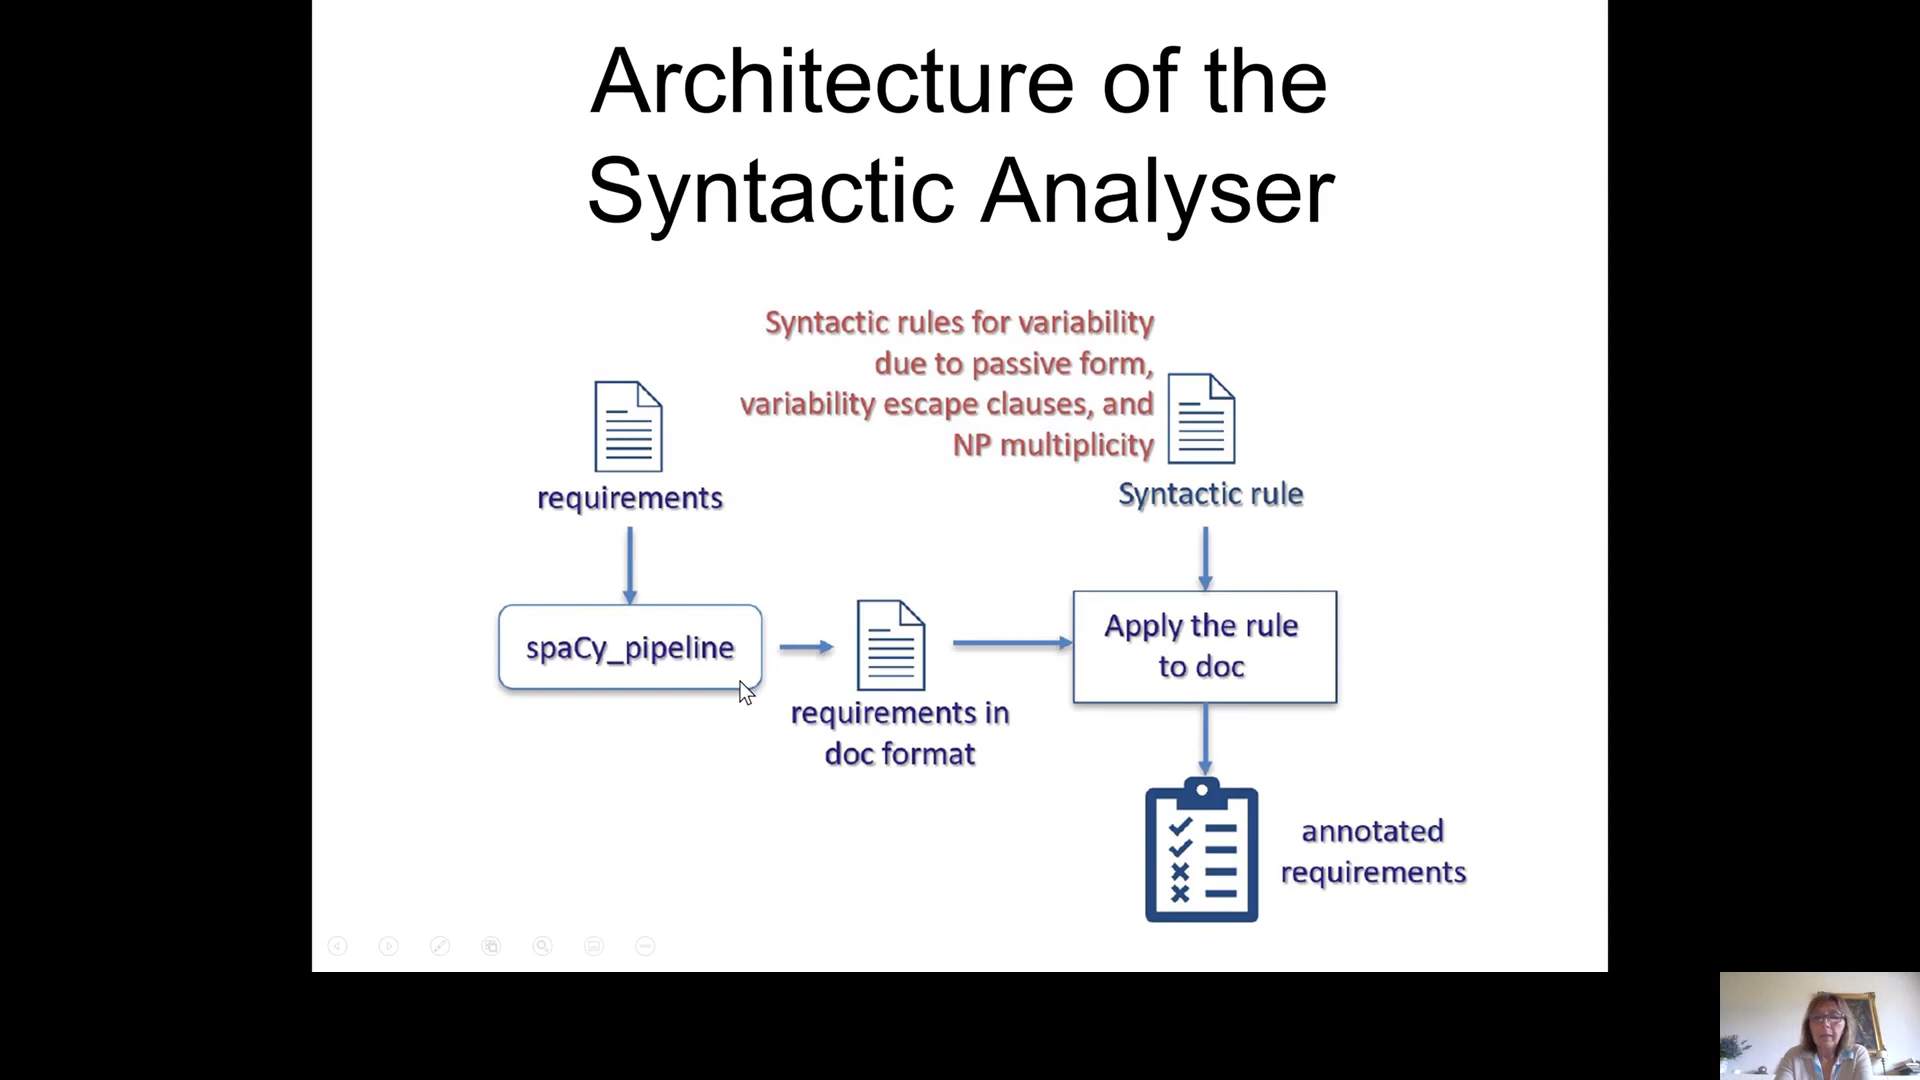 Architecture of the
Syntactic Analyser
Syntactic rules for variability
due to passive form,
variability escape clauses, and
NP multiplicity
requirements
Syntactic rule
spaCy_pipeline
requirements in
doc format
Apply the rule
to doc
annotated
requirements